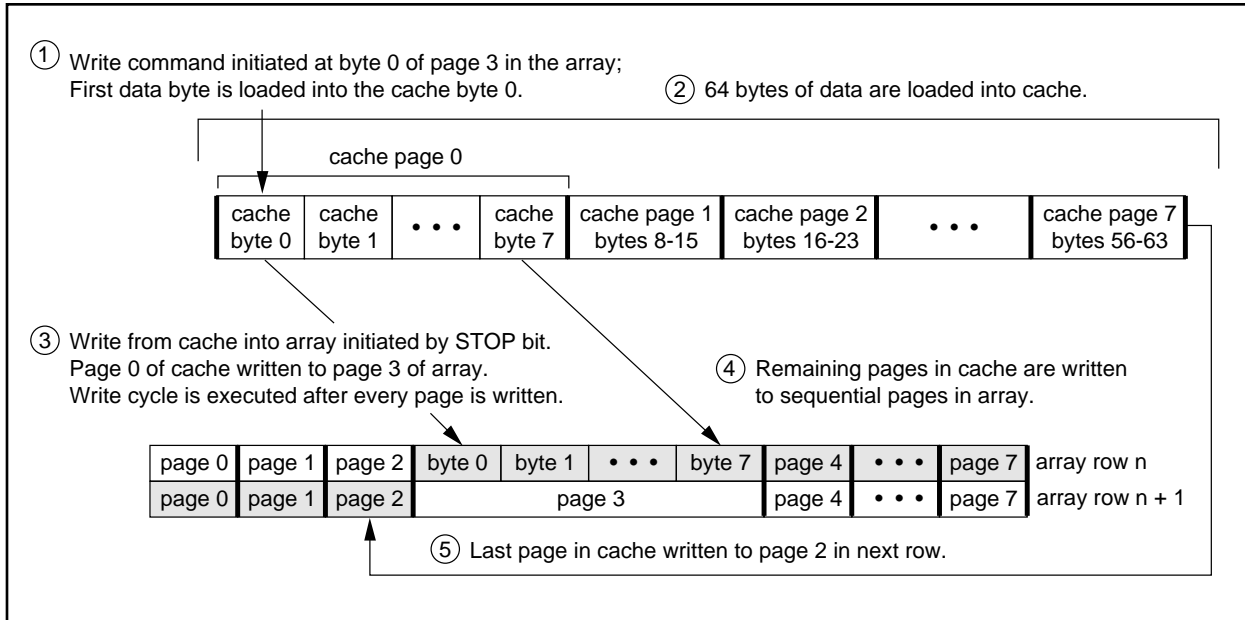 ① Write command initiated at byte 0 of page 3 in the array;
First data byte is loaded into the cache byte 0.
② 64 bytes of data are loaded into cache.
cache page 0
cache byte 0 cache byte 1 • • • cache byte 7 cache page 1 bytes 8-15 cache page 2 bytes 16-23 • • • cache page 7 bytes 56-63
③ Write from cache into array initiated by STOP bit.
Page 0 of cache written to page 3 of array.
Write cycle is executed after every page is written.
④ Remaining pages in cache are written
to sequential pages in array.
page 0 page 1 page 2 byte 0 byte 1 • • • byte 7 page 4 • • • page 7 array row n
page 0 page 1 page 2 page 3 page 4 • • • page 7 array row n + 1
⑤ Last page in cache written to page 2 in next row.